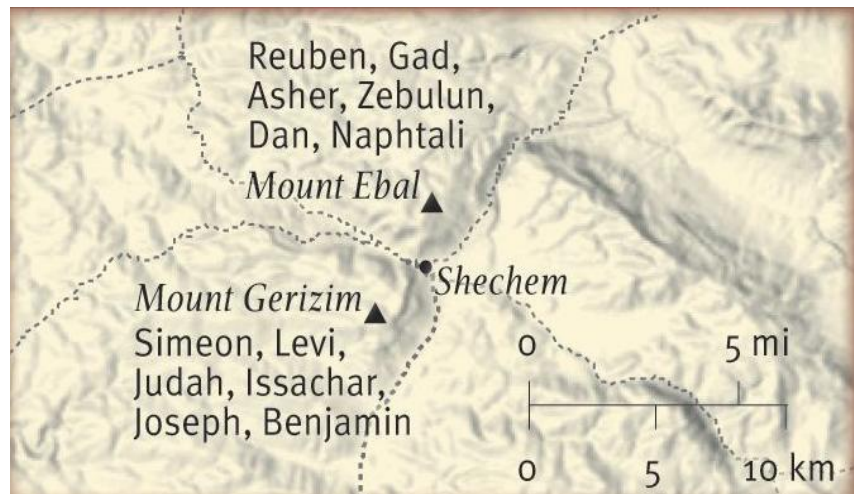 Reuben, Gad,
Asher, Zebulun,
Dan, Naphtali
Mount Ebal
Shechem
Mount Gerizim
Simeon, Levi,
Judah, Issachar,
Joseph, Benjamin
0 5 mi
0 5 10 km